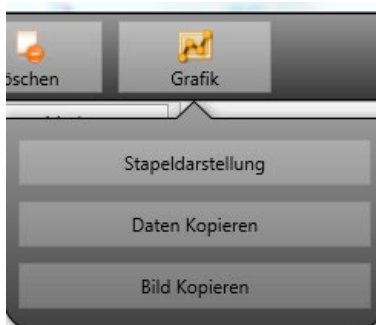 öschen
Grafik
Stapeldarstellung
Daten Kopieren
Bild Kopieren